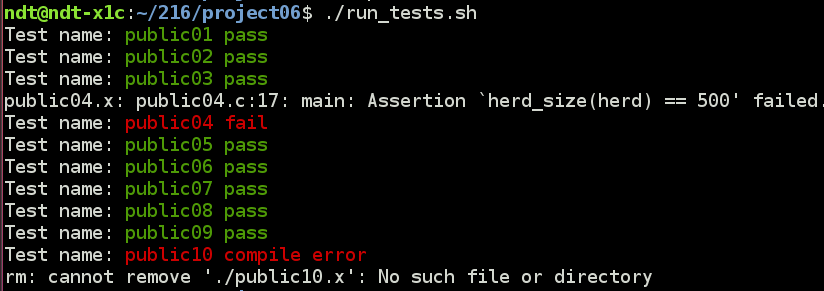 ndt@ndt-x1c:~/216/project06$ ./run_tests.sh
Test name: public01 pass
Test name: public02 pass
Test name: public03 pass
public04.x: public04.c:17: main: Assertion `herd_size(herd) == 500' failed.
Test name: public04 fail
Test name: public05 pass
Test name: public06 pass
Test name: public07 pass
Test name: public08 pass
Test name: public09 pass
Test name: public10 compile error
rm: cannot remove './public10.x': No such file or directory